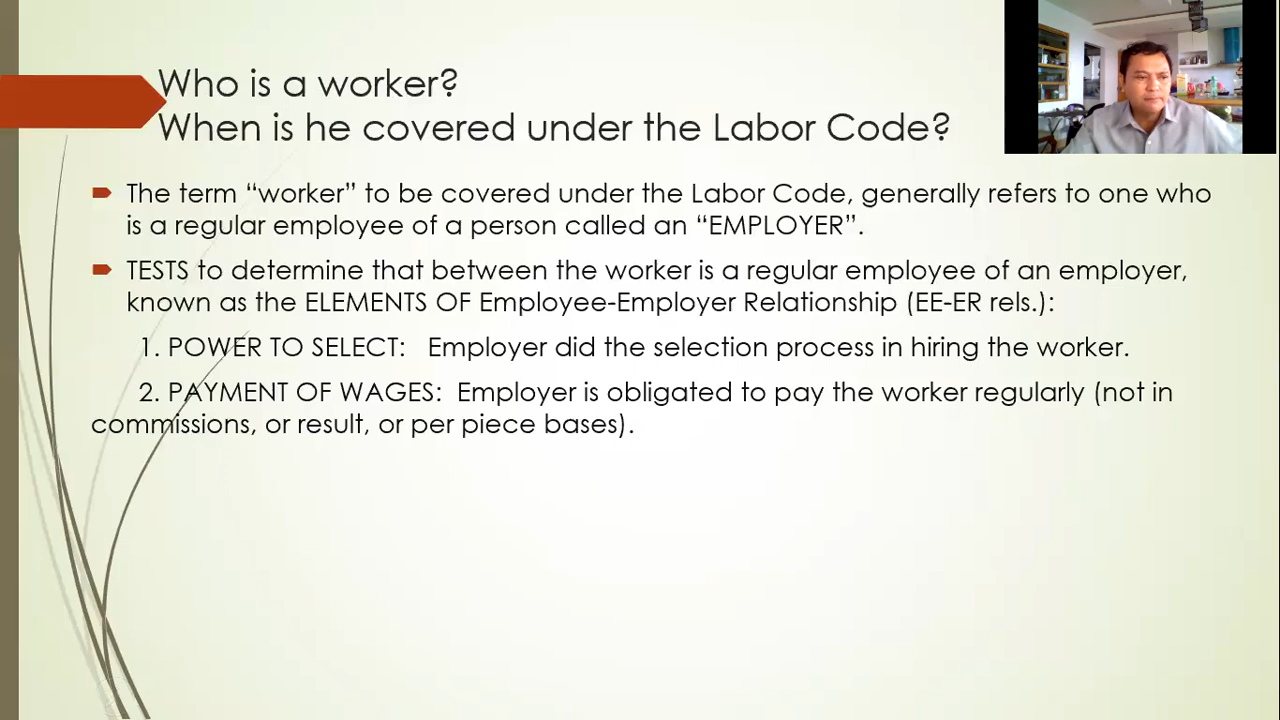 Who is a worker?
When is he covered under the Labor Code?
The term “worker” to be covered under the Labor Code, generally refers to one who
is a regular employee of a person called an “EMPLOYER”.
TESTS to determine that between the worker is a regular employee of an employer,
known as the ELEMENTS OF Employee-Employer Relationship (EE-ER rels.):
1. POWER TO SELECT: Employer did the selection process in hiring the worker.
2. PAYMENT OF WAGES: Employer is obligated to pay the worker regularly (not in
commissions, or result, or per piece bases).